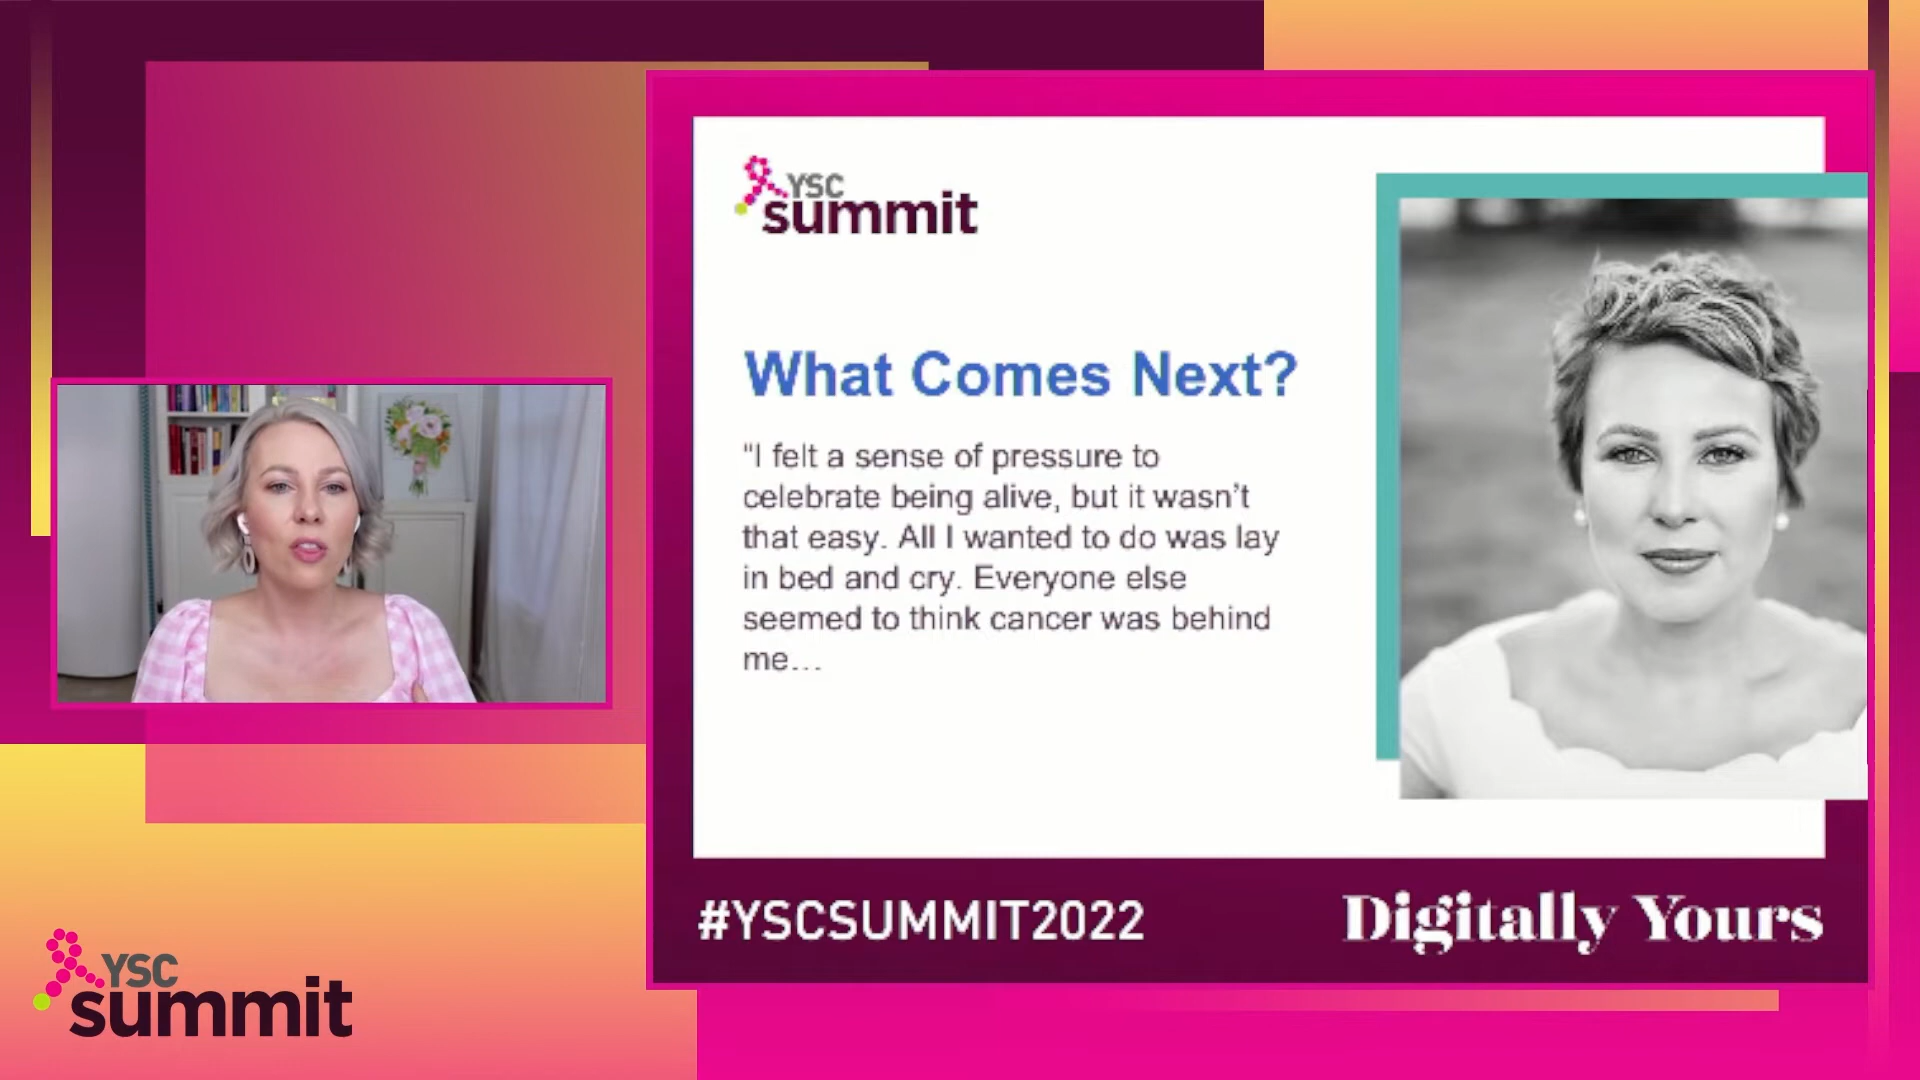 YSC
summit
What Comes Next?
"I felt a sense of pressure to
celebrate being alive, but it wasn’t
that easy. All I wanted to do was lay
in bed and cry. Everyone else
seemed to think cancer was behind
me…
#YSCSUMMIT2022
Digitally Yours
YSC
summit